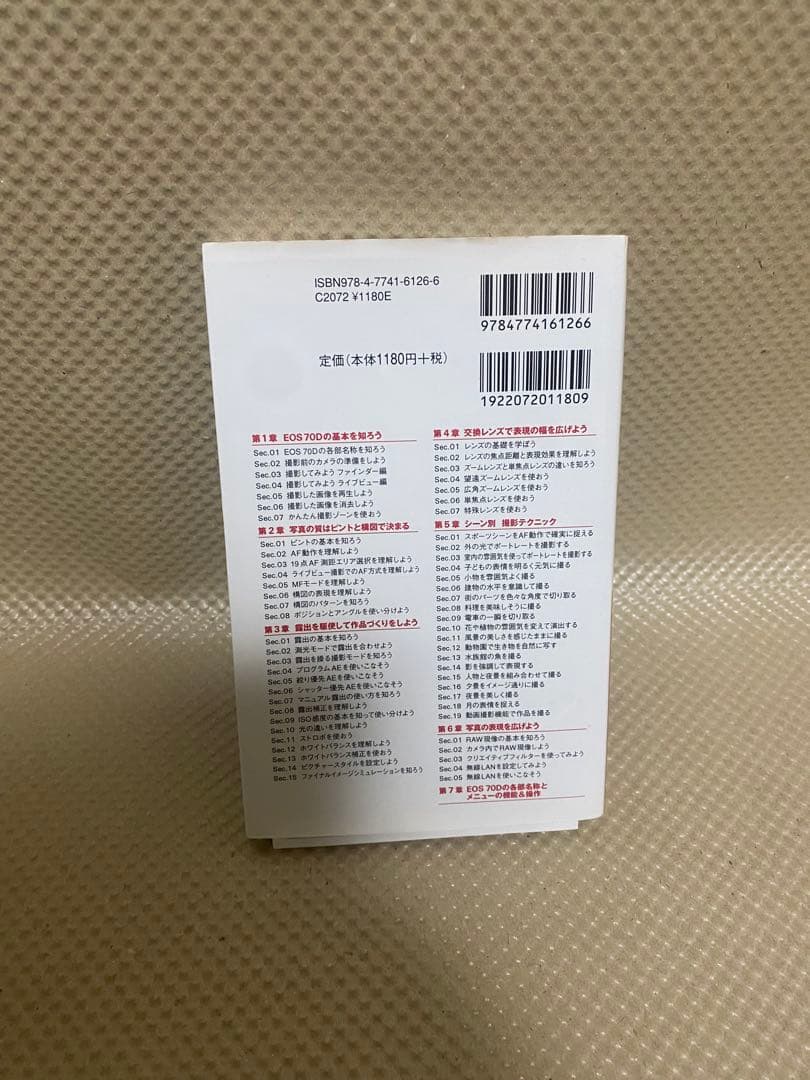 ISBN978-4-7741-6126-6
C2072 ¥1180E
9784774161266
定価(本体1180円+税)
1922072011809
第1章 EOS 70Dの基本を知ろう
Sec.01 EOS 70Dの各部名称を知ろう
Sec.02 撮影前のカメラの準備をしよう
Sec.03 撮影してみよう ファインダー編
Sec.04 撮影してみよう ライブビュー編
Sec.05 撮影した画像を再生しよう
Sec.06 撮影した画像を消去しよう
Sec.07 かんたん撮影ゾーンを使おう
第2章 写真の質はピントと構図で決まる
Sec.01 ピントの基本を知ろう
Sec.02 AF動作を理解しよう
Sec.03 19点AF 測距エリア選択を理解しよう
Sec.04 ライブビュー撮影でのAF方式を理解しよう
Sec.05 MFモードを理解しよう
Sec.06 構図の表現を理解しよう
Sec.07 構図のパターンを知ろう
Sec.08 ポジションとアングルを使い分けよう
第3章 露出を駆使して作品づくりをしよう
Sec.01 露出の基本を知ろう
Sec.02 測光モードで露出を合わせよう
Sec.03 露出を操る撮影モードを知ろう
Sec.04 プログラムAEを使いこなそう
Sec.05 絞り優先AEを使いこなそう
Sec.06 シャッター優先AEを使いこなそう
Sec.07 マニュアル露出の使い方を知ろう
Sec.08 露出補正を理解しよう
Sec.09 ISO感度の基本を知って使い分けよう
Sec.10 光の違いを理解しよう
Sec.11 ストロボを使おう
Sec.12 ホワイトバランスを理解しよう
Sec.13 ホワイトバランス補正を使おう
Sec.14 ピクチャースタイルを設定しよう
Sec.15 ファイナルイメージシミュレーションを知ろう
第4章 交換レンズで表現の幅を広げよう
Sec.01 レンズの基礎を学ぼう
Sec.02 レンズの焦点距離と表現効果を理解しよう
Sec.03 ズームレンズと単焦点レンズの違いを知ろう
Sec.04 望遠ズームレンズを使おう
Sec.05 広角ズームレンズを使おう
Sec.06 単焦点レンズを使おう
Sec.07 特殊レンズを使おう
第5章 シーン別 撮影テクニック
Sec.01 スポーツシーンをAF動作で確実に捉える
Sec.02 外の光でポートレートを撮影する
Sec.03 室内の雰囲気を使ってポートレートを撮影する
Sec.04 子どもの表情を明るく元気に撮る
Sec.05 小物を雰囲気よく撮る
Sec.06 建物の水平を意識して撮る
Sec.07 街のパーツを色々な角度で切り取る
Sec.08 料理を美味しそうに撮る
Sec.09 電車の一瞬を切り取る
Sec.10 花や植物の雰囲気を変えて演出する
Sec.11 風景の美しさを感じたままに撮る
Sec.12 動物園で生き物を自然に写す
Sec.13 水族館の魚を撮る
Sec.14 影を強調して表現する
Sec.15 人物と夜景を組み合わせて撮る
Sec.16 夕景をイメージ通りに撮る
Sec.17 夜景を美しく撮る
Sec.18 月の表情を捉える
Sec.19 動画撮影機能で作品を撮る
第6章 写真の表現を広げよう
Sec.01 RAW現像の基本を知ろう
Sec.02 カメラ内でRAW現像しよう
Sec.03 クリエイティブフィルターを使ってみよう
Sec.04 無線LANを設定してみよう
Sec.05 無線LANを使いこなそう
第7章 EOS 70Dの各部名称と
メニューの機能&操作